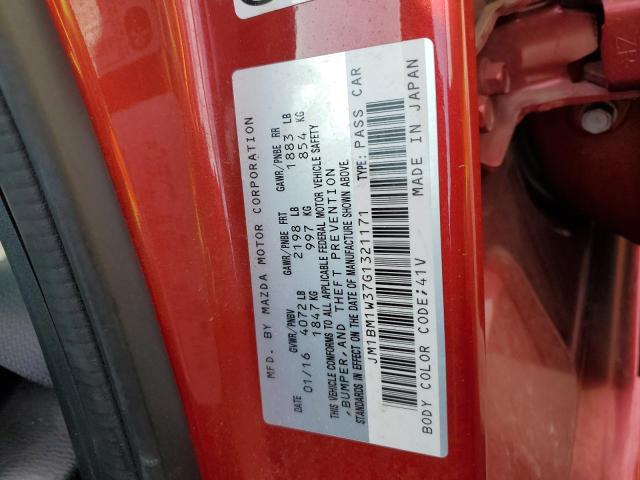 MFD. BY MAZDA MOTOR CORPORATION
DATE GVWR/PNBV GAWR/PNBE FRT GAWR/PNBE RR
01/16 4072 LB 2198 LB 1883 LB
1847 KG 997 KG 854 KG
THIS VEHICLE CONFORMS TO ALL APPLICABLE FEDERAL MOTOR VEHICLE SAFETY
,BUMPER,AND THEFT PREVENTION
STANDARDS IN EFFECT ON THE DATE OF MANUFACTURE SHOWN ABOVE.
JM1BM1W37G1321171 TYPE: PASS CAR
BODY COLOR CODE;41V MADE IN JAPAN